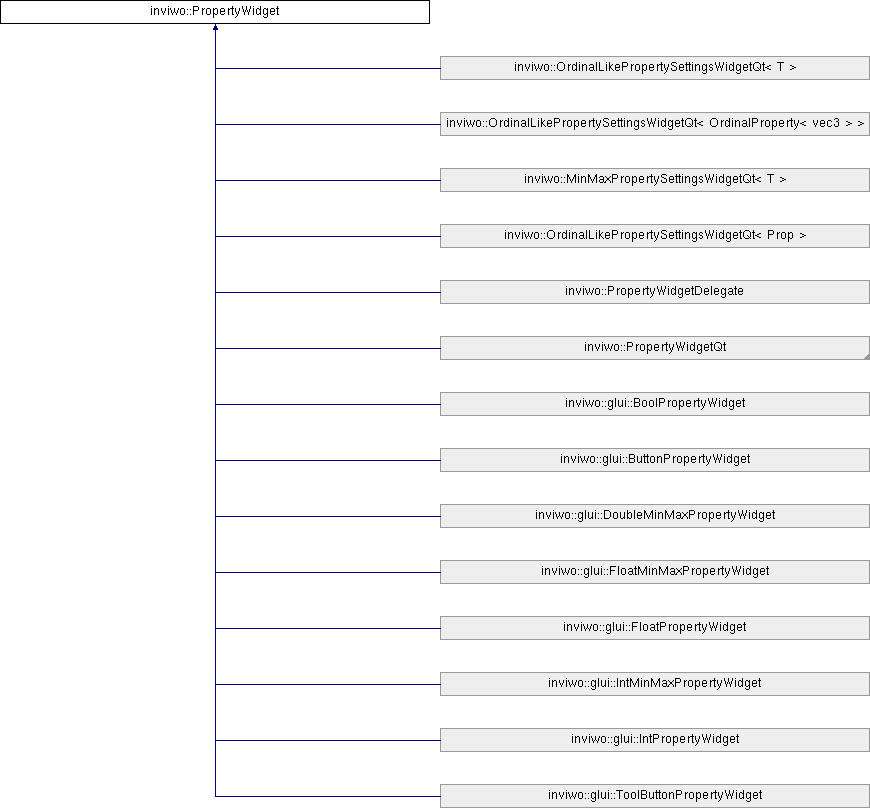 inviwo::PropertyWidget
inviwo::OrdinalLikePropertySettingsWidgetQt< T >
inviwo::OrdinalLikePropertySettingsWidgetQt< OrdinalProperty< vec3 > >
inviwo::MinMaxPropertySettingsWidgetQt< T >
inviwo::OrdinalLikePropertySettingsWidgetQt< Prop >
inviwo::PropertyWidgetDelegate
inviwo::PropertyWidgetQt
inviwo::glui::BoolPropertyWidget
inviwo::glui::ButtonPropertyWidget
inviwo::glui::DoubleMinMaxPropertyWidget
inviwo::glui::FloatMinMaxPropertyWidget
inviwo::glui::FloatPropertyWidget
inviwo::glui::IntMinMaxPropertyWidget
inviwo::glui::IntPropertyWidget
inviwo::glui::ToolButtonPropertyWidget